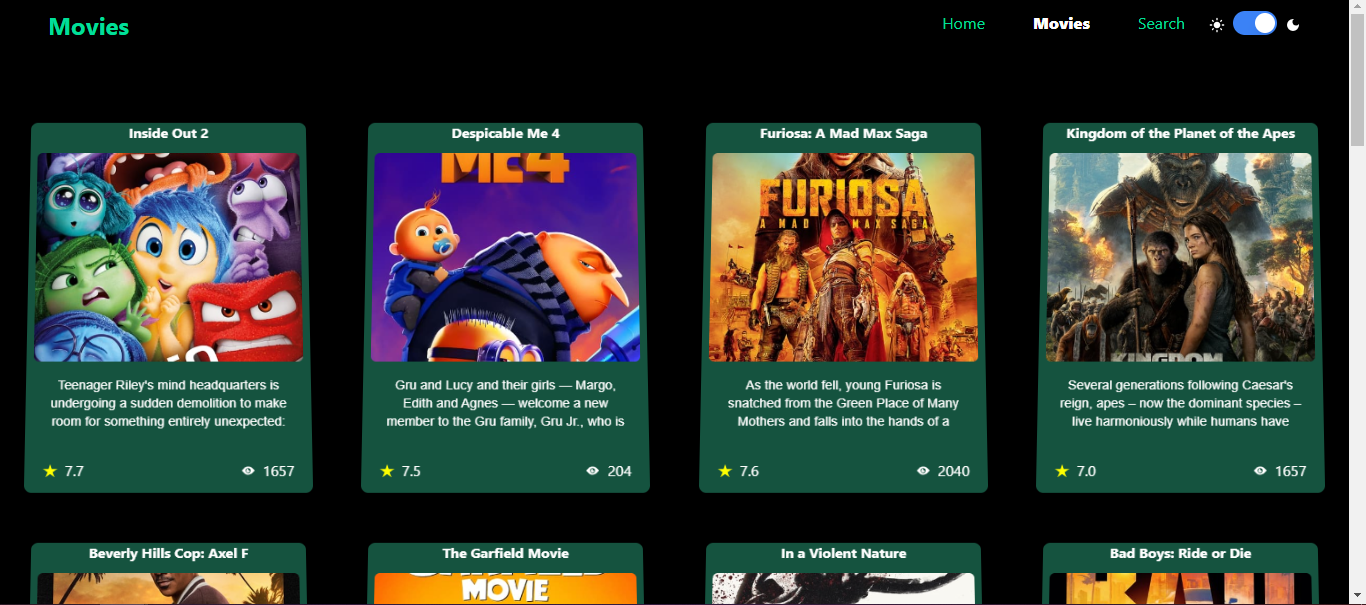 Movies
Home Movies Search
Inside Out 2
Teenager Riley's mind headquarters is
undergoing a sudden demolition to make
room for something entirely unexpected:
7.7 1657
Despicable Me 4
ME4
Gru and Lucy and their girls — Margo,
Edith and Agnes — welcome a new
member to the Gru family, Gru Jr., who is
7.5 204
Furiosa: A Mad Max Saga
FURIOSA
A MAD MAX SAGA
As the world fell, young Furiosa is
snatched from the Green Place of Many
Mothers and falls into the hands of a
7.6 2040
Kingdom of the Planet of the Apes
KINGDOM
Several generations following Caesar's
reign, apes – now the dominant species –
live harmoniously while humans have
7.0 1657
Beverly Hills Cop: Axel F
The Garfield Movie
GARFIELD
MOVIE
In a Violent Nature
Bad Boys: Ride or Die